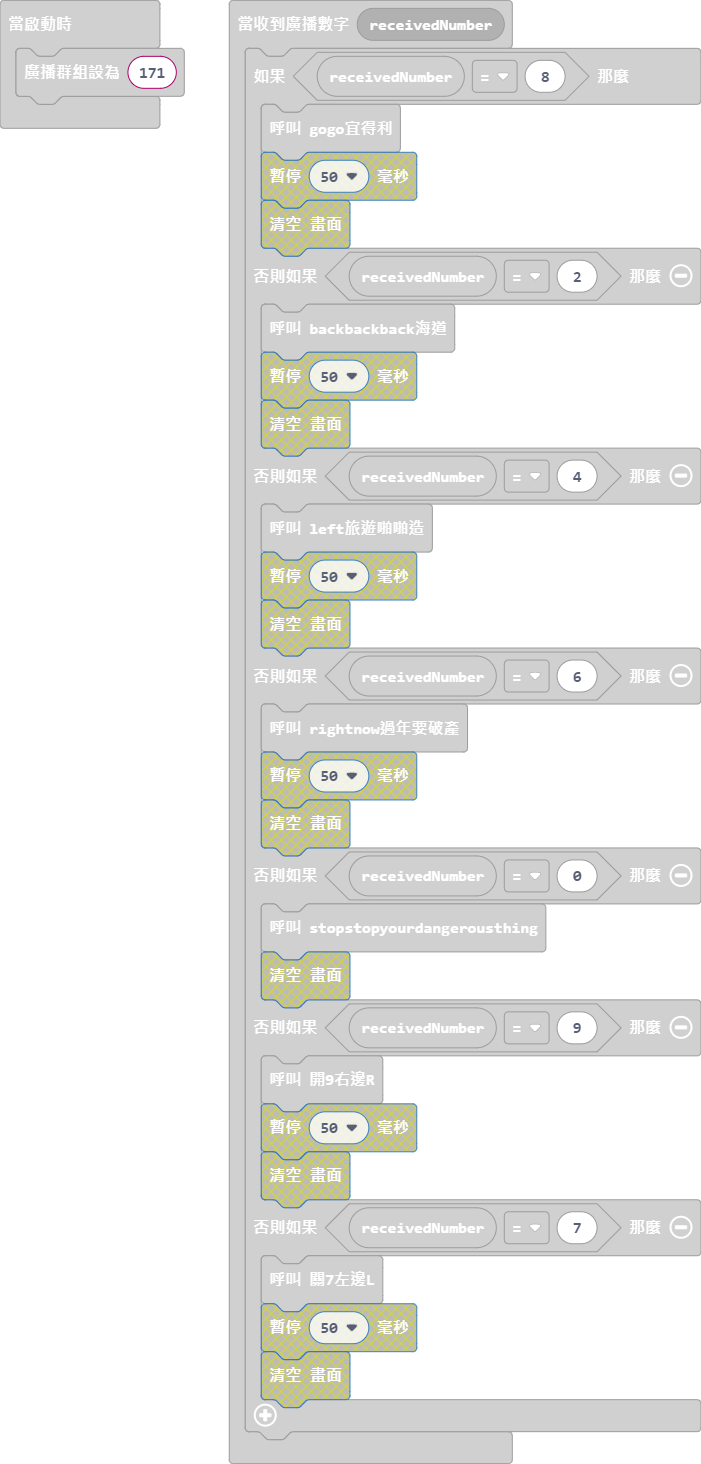 當啟動時
廣播群組設為 171
當收到廣播數字 receivedNumber
如果 receivedNumber = 8 那麼
呼叫 gogo宜得利
暫停 50 毫秒
清空 畫面
否則如果 receivedNumber = 2 那麼
呼叫 backbackback海道
暫停 50 毫秒
清空 畫面
否則如果 receivedNumber = 4 那麼
呼叫 left旅遊啪啪造
暫停 50 毫秒
清空 畫面
否則如果 receivedNumber = 6 那麼
呼叫 rightnow過年要破產
暫停 50 毫秒
清空 畫面
否則如果 receivedNumber = 0 那麼
呼叫 stopstopyourdangerousthing
清空 畫面
否則如果 receivedNumber = 9 那麼
呼叫 開9右邊R
暫停 50 毫秒
清空 畫面
否則如果 receivedNumber = 7 那麼
呼叫 關7左邊L
暫停 50 毫秒
清空 畫面